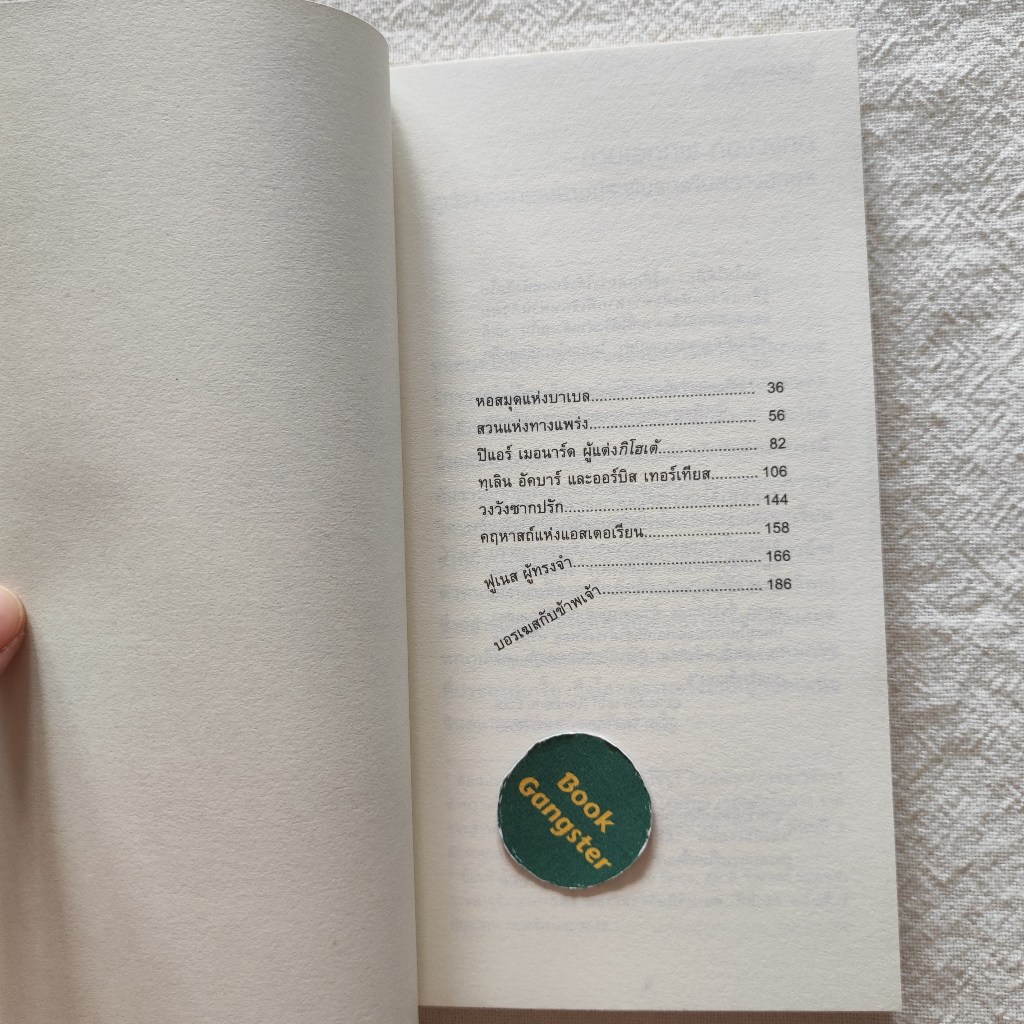 หอสมุดแห่งบาเบล............................................ 36
สวนแห่งทางแพร่ง............................................ 56
ปิแอร์ เมอนาร์ด ผู้แต่งกิโฮเต้......................... 82
ทฺเลิน อัคบาร์ และออร์บิส เทอร์เทียส............ 106
วงวังซากปรัก.................................................... 144
คฤหาสถ์แห่งแอสเตอเรียน............................... 158
ฟูเนส ผู้ทรงจำ.................................................. 166
บอรเฆสกับข้าพเจ้า........................................... 186
Book
Gangster